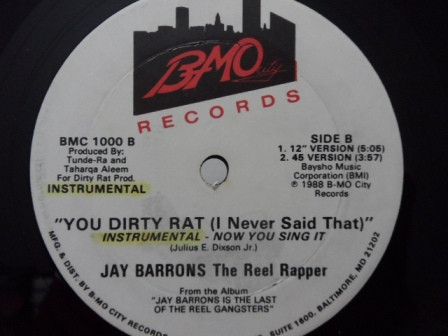 BMO City
RECORDS
BMC 1000 B
Produced By:
Tunde-Ra and
Taharqa Aleem
For Dirty Rat Prod.
INSTRUMENTAL
SIDE B
1. 12" VERSION (5:05)
2. 45 VERSION (3:57)
Baysho Music
Corporation (BMI)
℗ 1988 B-MO City
Records
"YOU DIRTY RAT (I Never Said That)"
INSTRUMENTAL - NOW YOU SING IT
(Julius E. Dixson Jr.)
JAY BARRONS The Reel Rapper
From the Album
"JAY BARRONS IS THE LAST
OF THE REEL GANGSTERS"
MFG. & DIST. BY B-MO CITY RECORDS
SUITE 1600, BALTIMORE, MD 21202